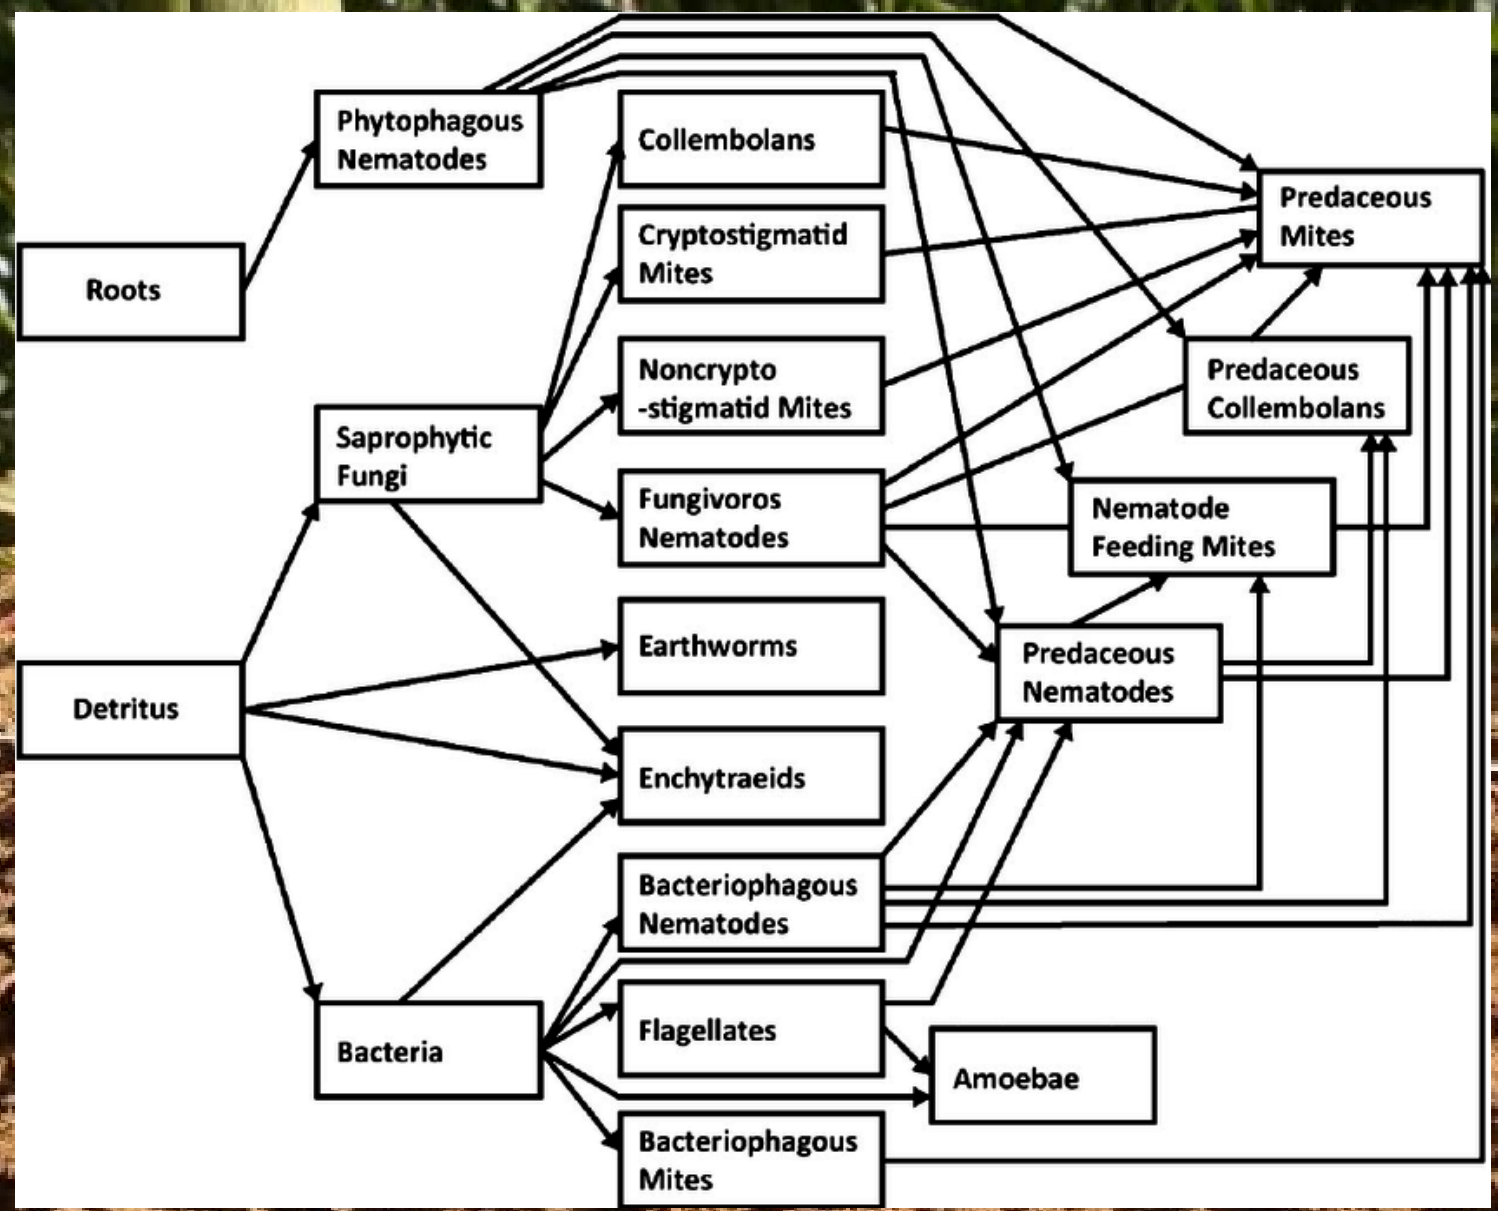 Phytophagous
Nematodes
Roots
Saprophytic
Fungi
Detritus
Bacteria
Collembolans
Cryptostigmatid
Mites
Noncrypto
-stigmatid Mites
Fungivoros
Nematodes
Earthworms
Enchytraeids
Bacteriophagous
Nematodes
Flagellates
Bacteriophagous
Mites
Predaceous
Mites
Predaceous
Collembolans
Nematode
Feeding Mites
Predaceous
Nematodes
Amoebae